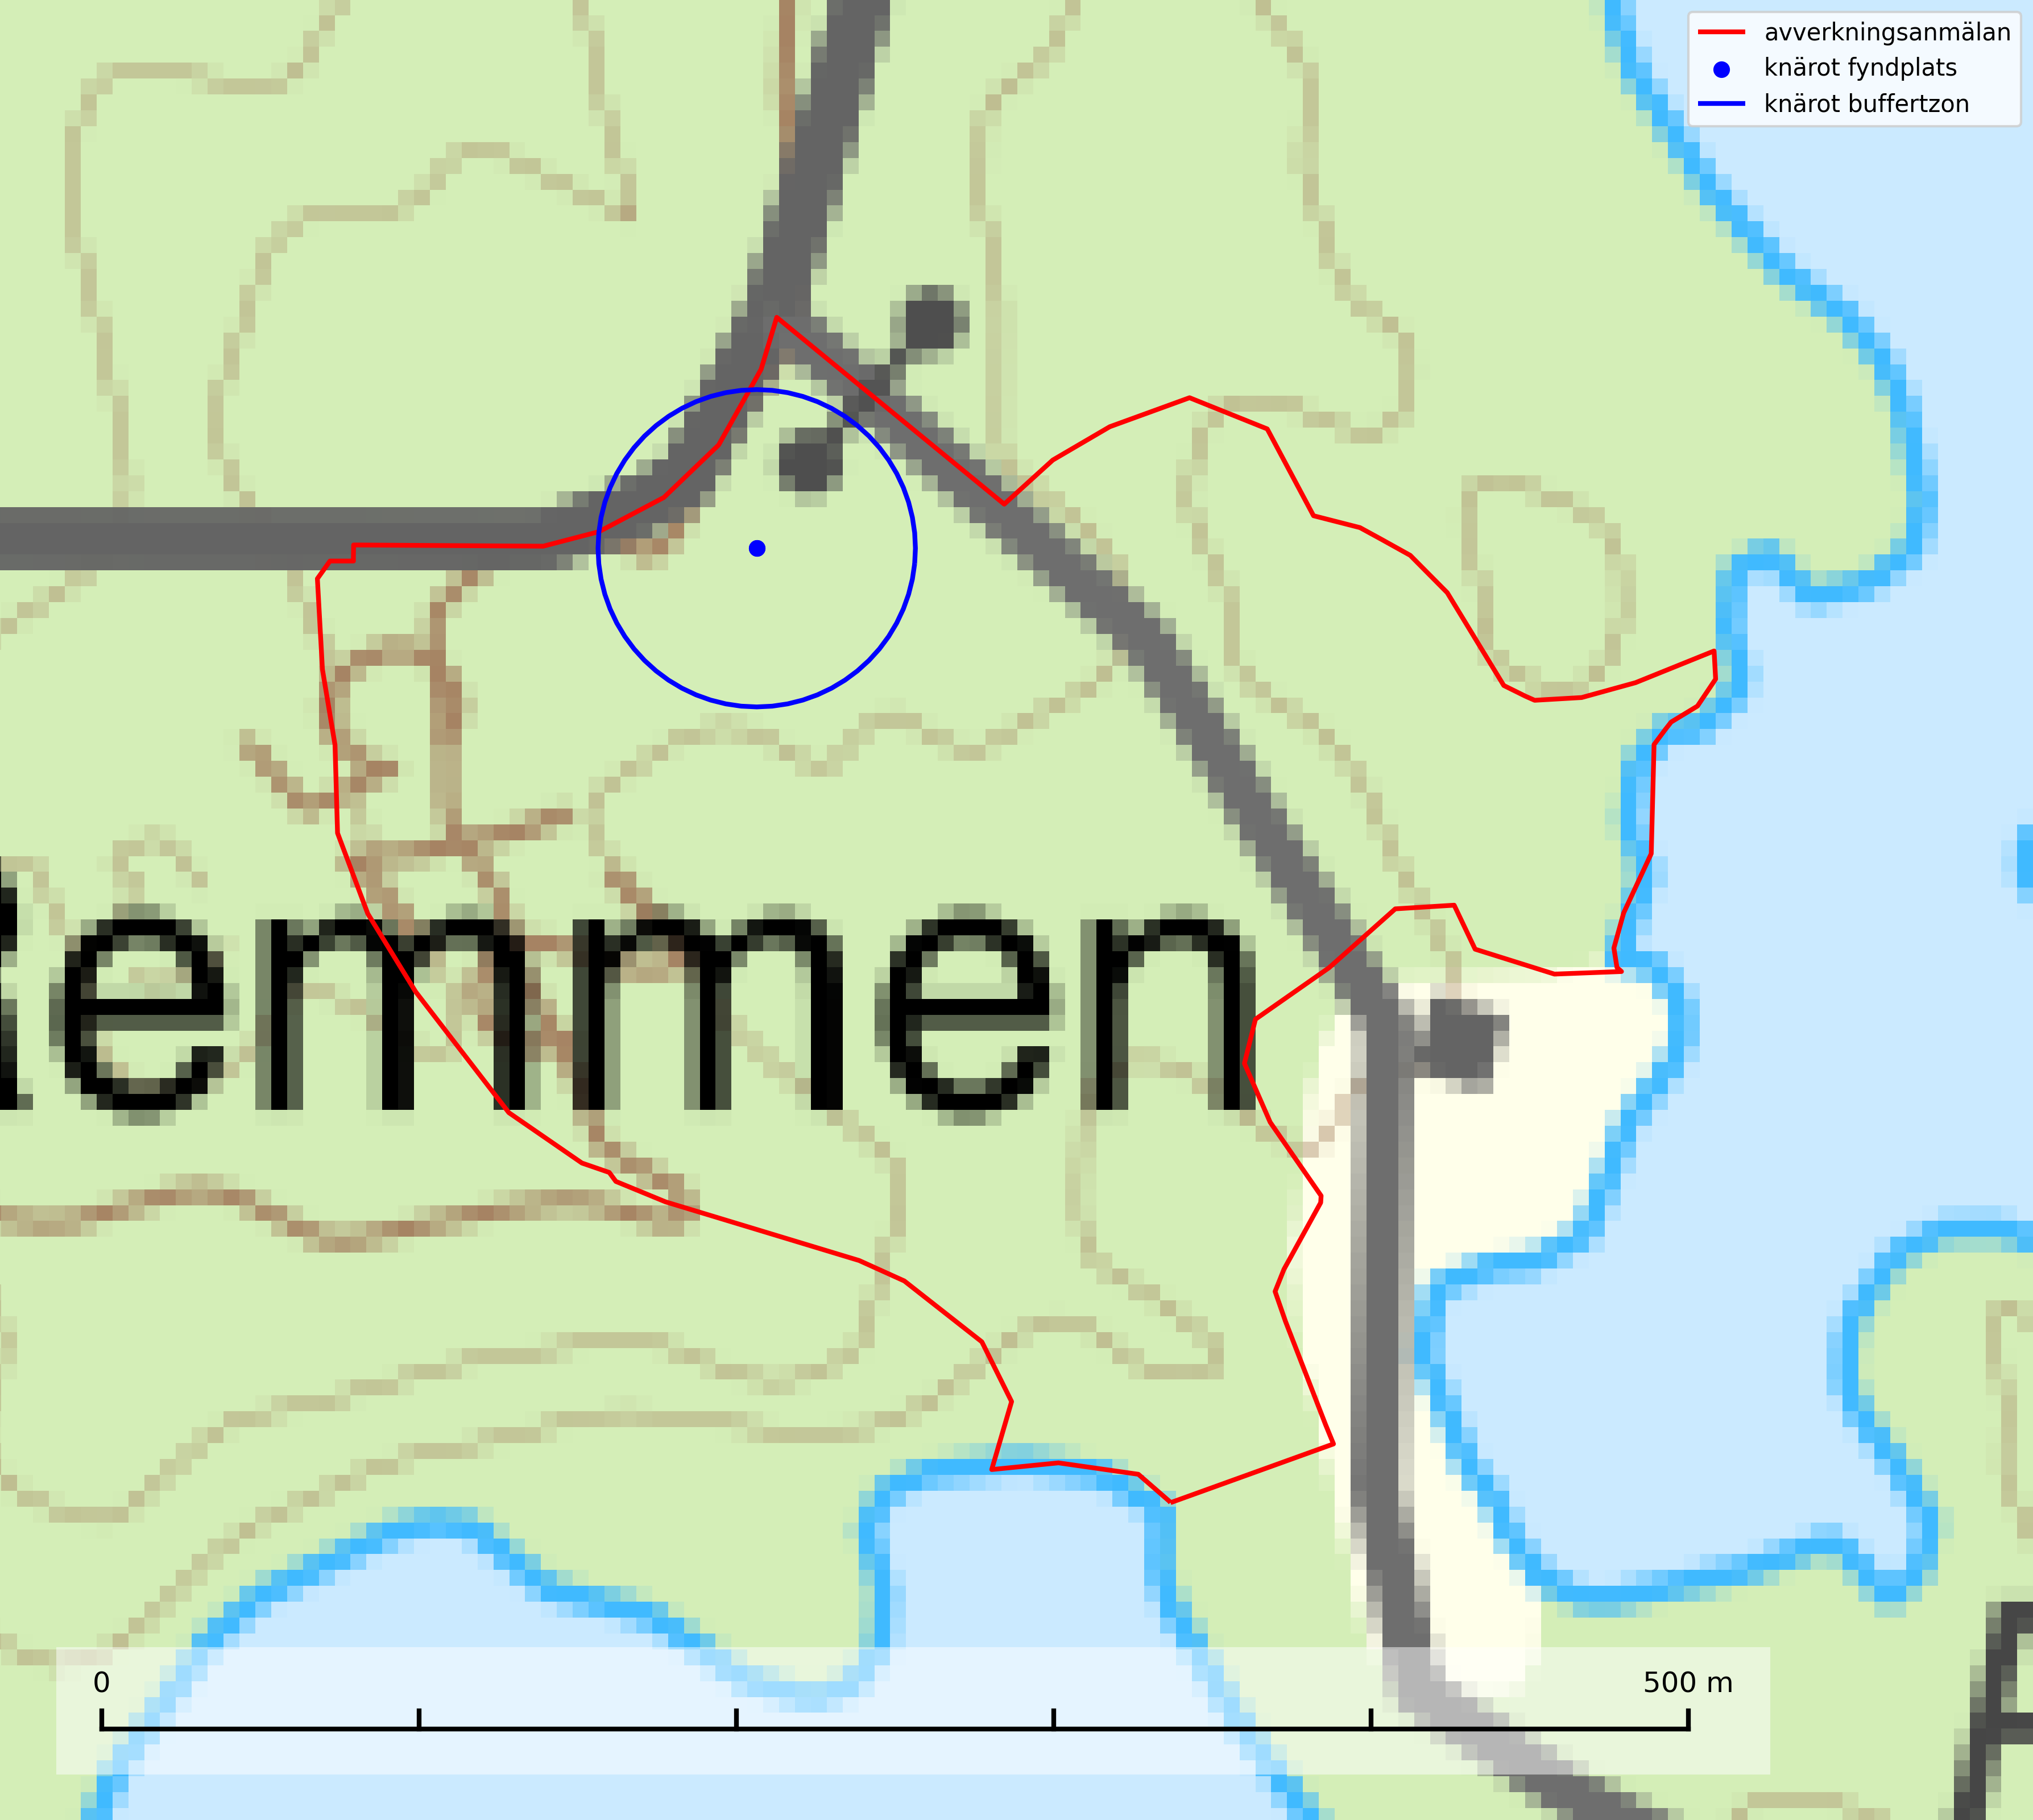 avverkningsanmälan
knärot fyndplats
knärot buffertzon
emmen
0 500 m